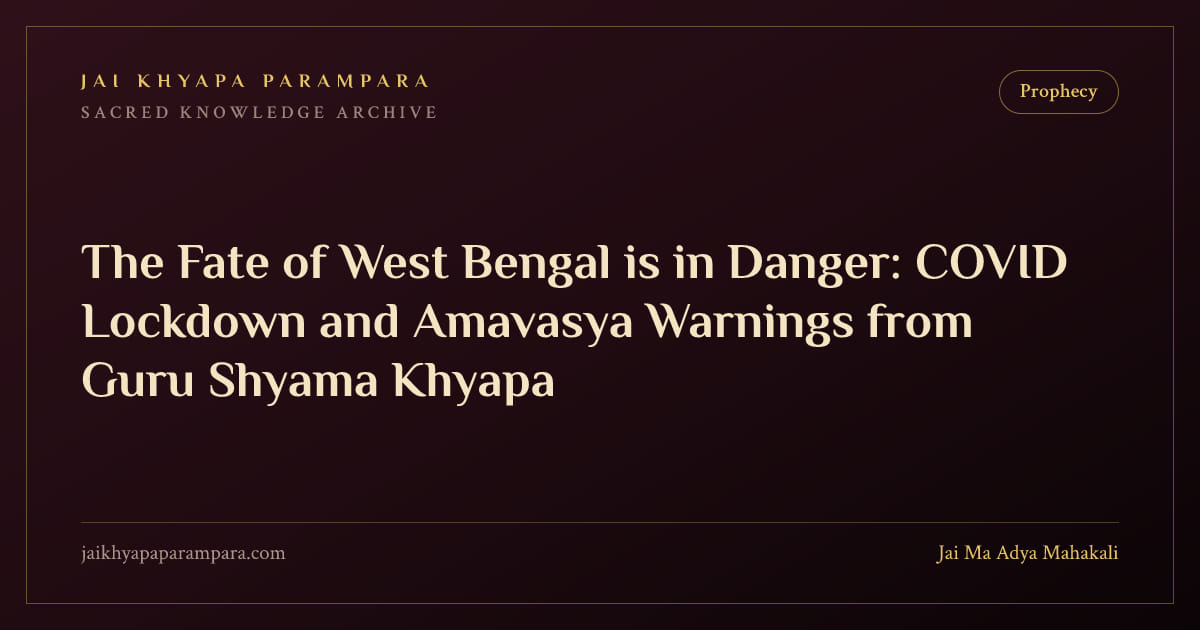 JAI KHYAPA PARAMPARA
SACRED KNOWLEDGE ARCHIVE
Prophecy
The Fate of West Bengal is in Danger: COVID
Lockdown and Amavasya Warnings from
Guru Shyama Khyapa
jaikhyapaparampara.com
Jai Ma Adya Mahakali